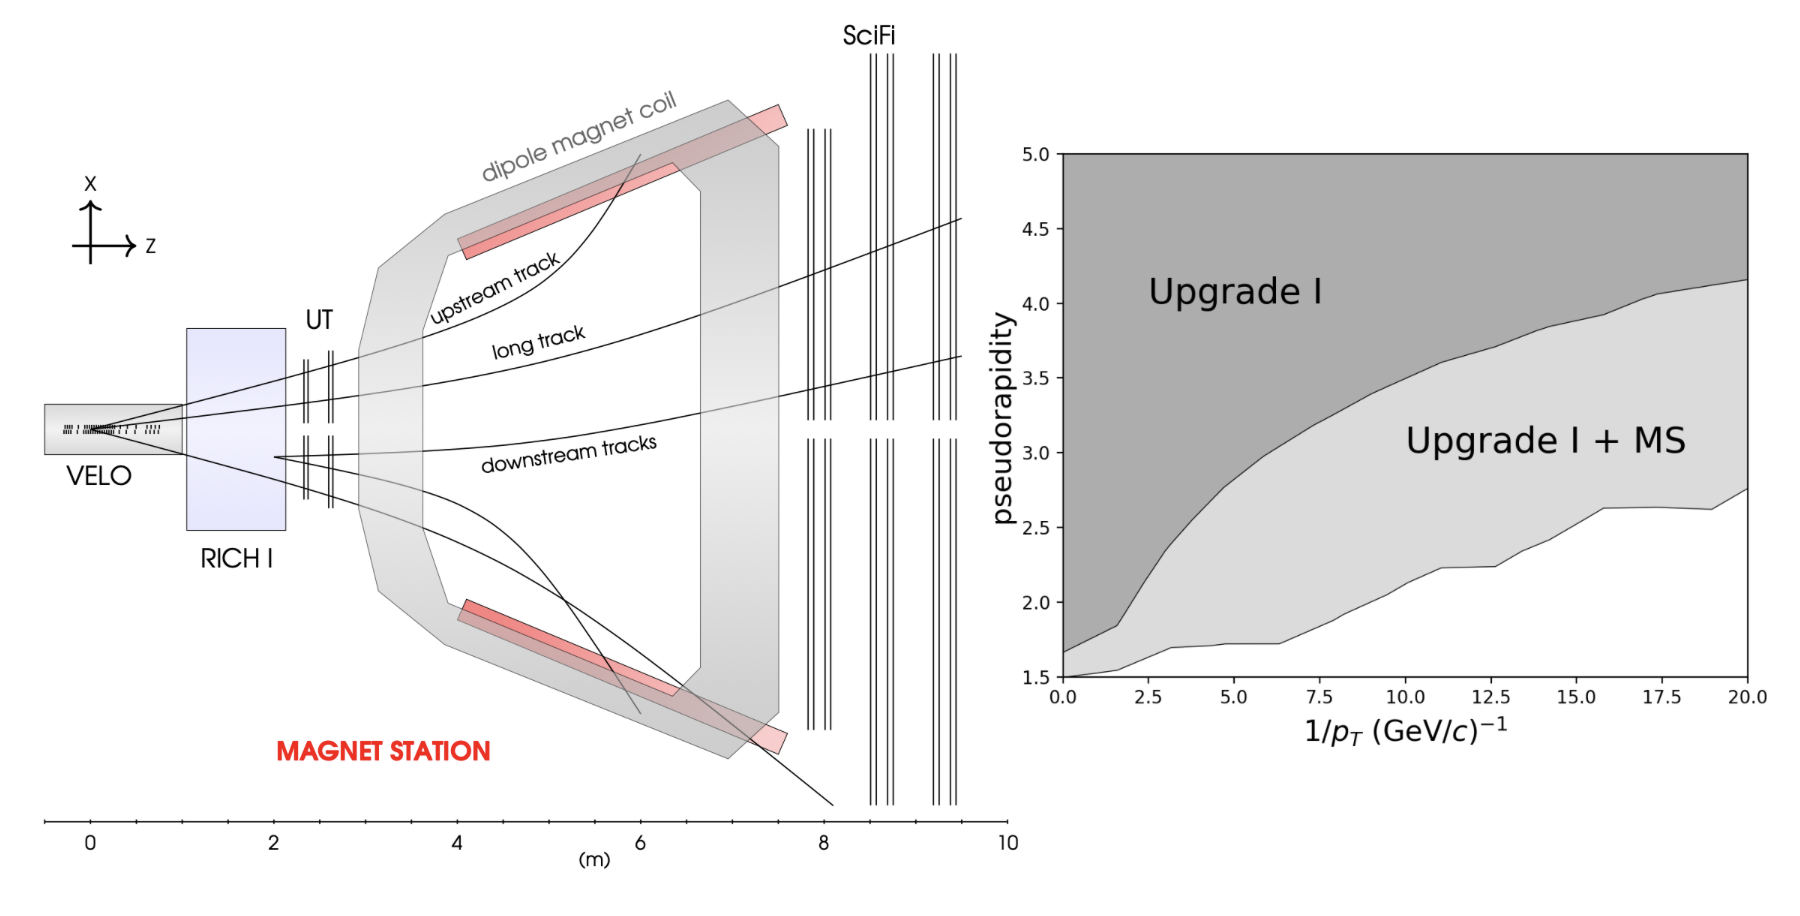 SciFi
dipole magnet coil
X
Z
upstream track
UT
long track
downstream tracks
VELO
RICH I
MAGNET STATION
0 2 4 6 8 10
(m)
5.0
4.5
4.0
3.5
3.0
2.5
2.0
1.5
pseudorapidity
Upgrade I
Upgrade I + MS
0.0 2.5 5.0 7.5 10.0 12.5 15.0 17.5 20.0
1/p_T (GeV/c)⁻¹